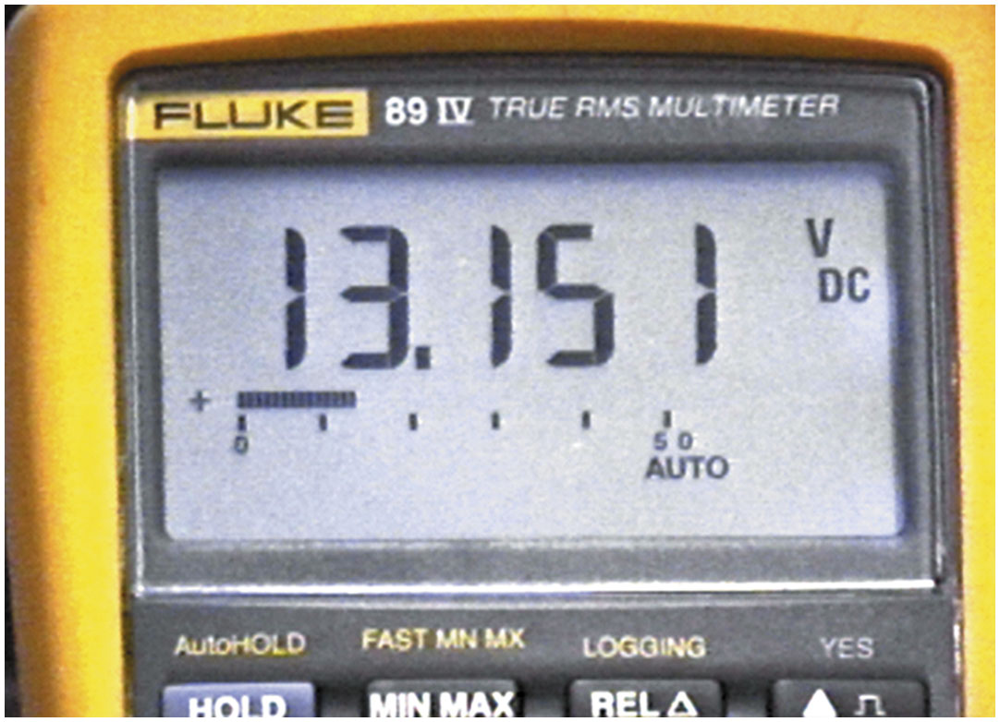 FLUKE 89 IV TRUE RMS MULTIMETER
13.151 V DC
+
0 50
AUTO
AutoHOLD FAST MN MX LOGGING YES
HOLD MIN MAX REL Δ